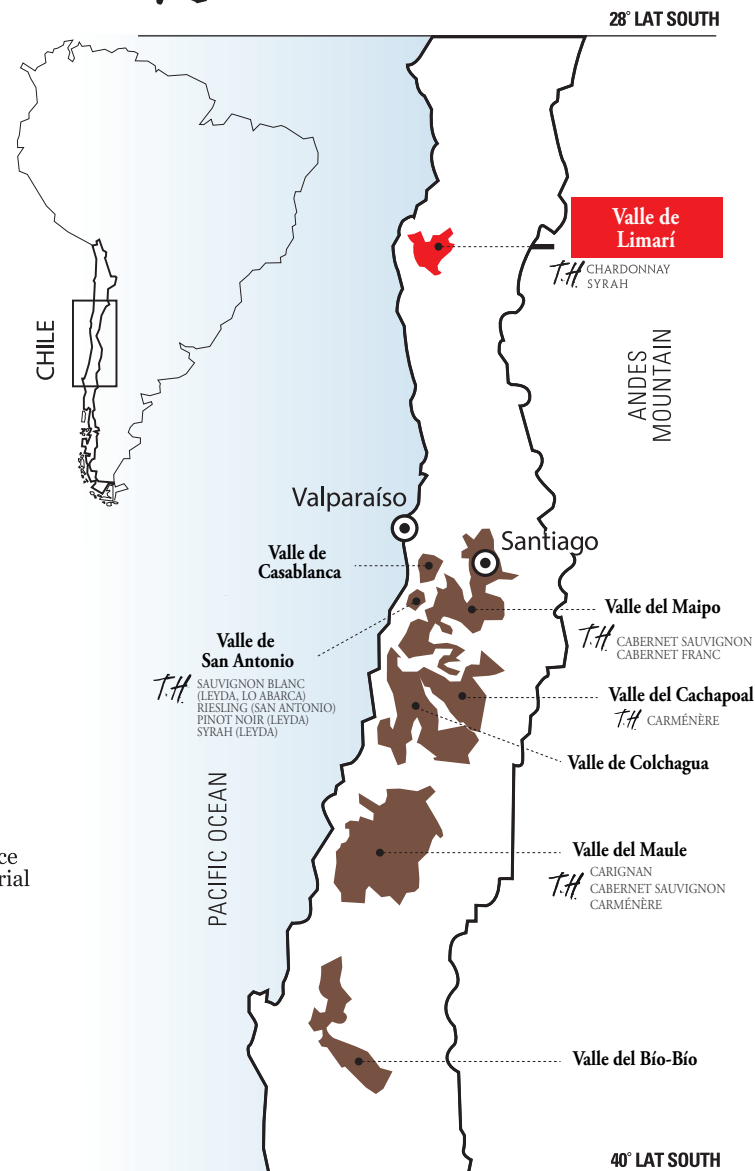 28° LAT SOUTH
Valle de
Limarí
T.H.
CHARDONNAY
SYRAH
CHILE
ANDES
MOUNTAIN
Valparaíso
Santiago
Valle de
Casablanca
Valle del Maipo
T.H.
CABERNET SAUVIGNON
CABERNET FRANC
Valle de
San Antonio
T.H.
SAUVIGNON BLANC
(LEYDA, LO ABARCA)
RIESLING (SAN ANTONIO)
PINOT NOIR (LEYDA)
SYRAH (LEYDA)
Valle del Cachapoal
T.H. CARMÉNÈRE
Valle de Colchagua
PACIFIC OCEAN
Valle del Maule
T.H.
CARIGNAN
CABERNET SAUVIGNON
CARMÉNÈRE
Valle del Bío-Bío
40° LAT SOUTH